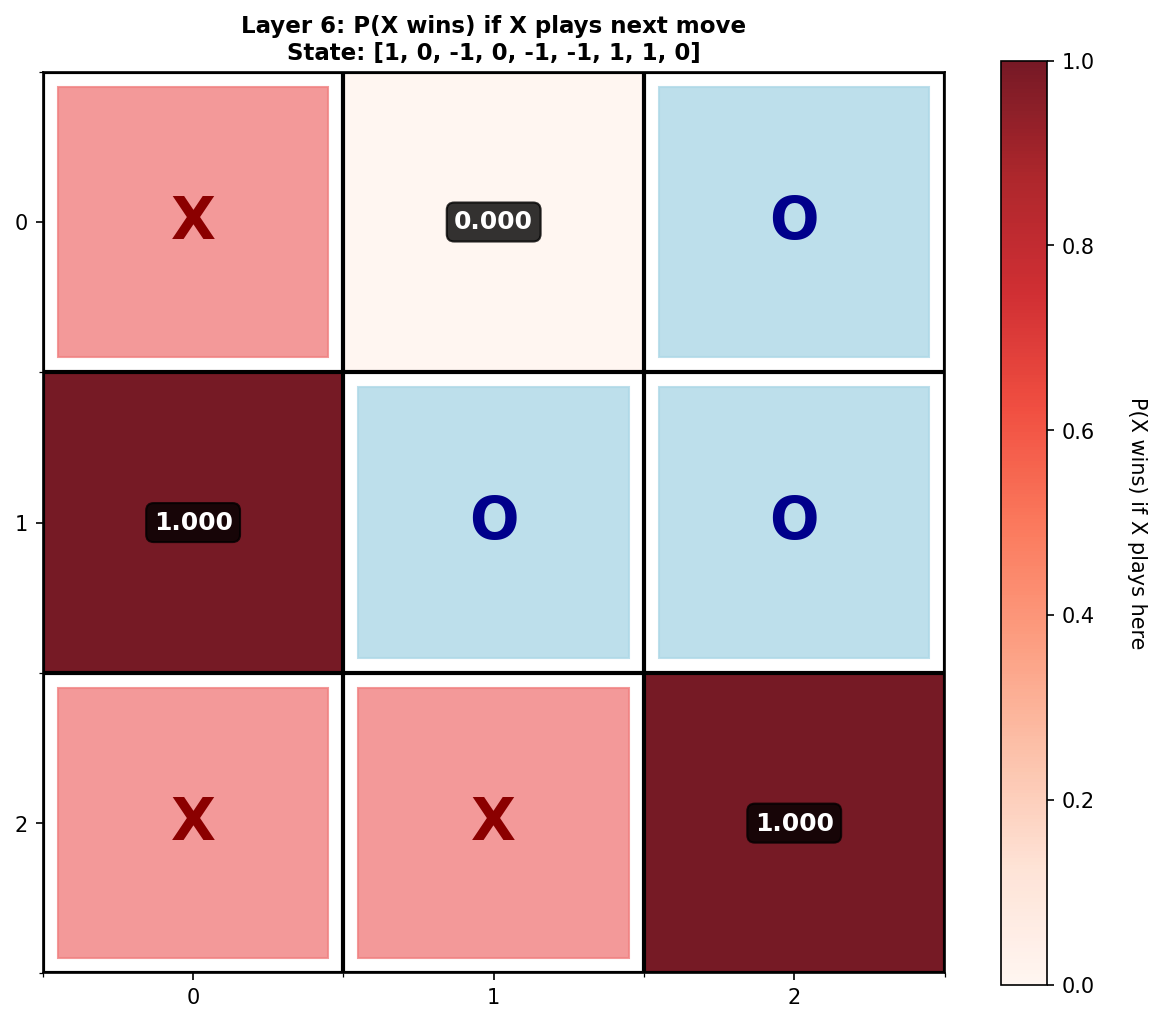 Layer 6: P(X wins) if X plays next move
State: [1, 0, -1, 0, -1, -1, 1, 1, 0]
0
X
0.000
O
1
1.000
O
O
2
X
X
1.000
0
1
2
1.0
0.8
0.6
0.4
0.2
0.0
P(X wins) if X plays here